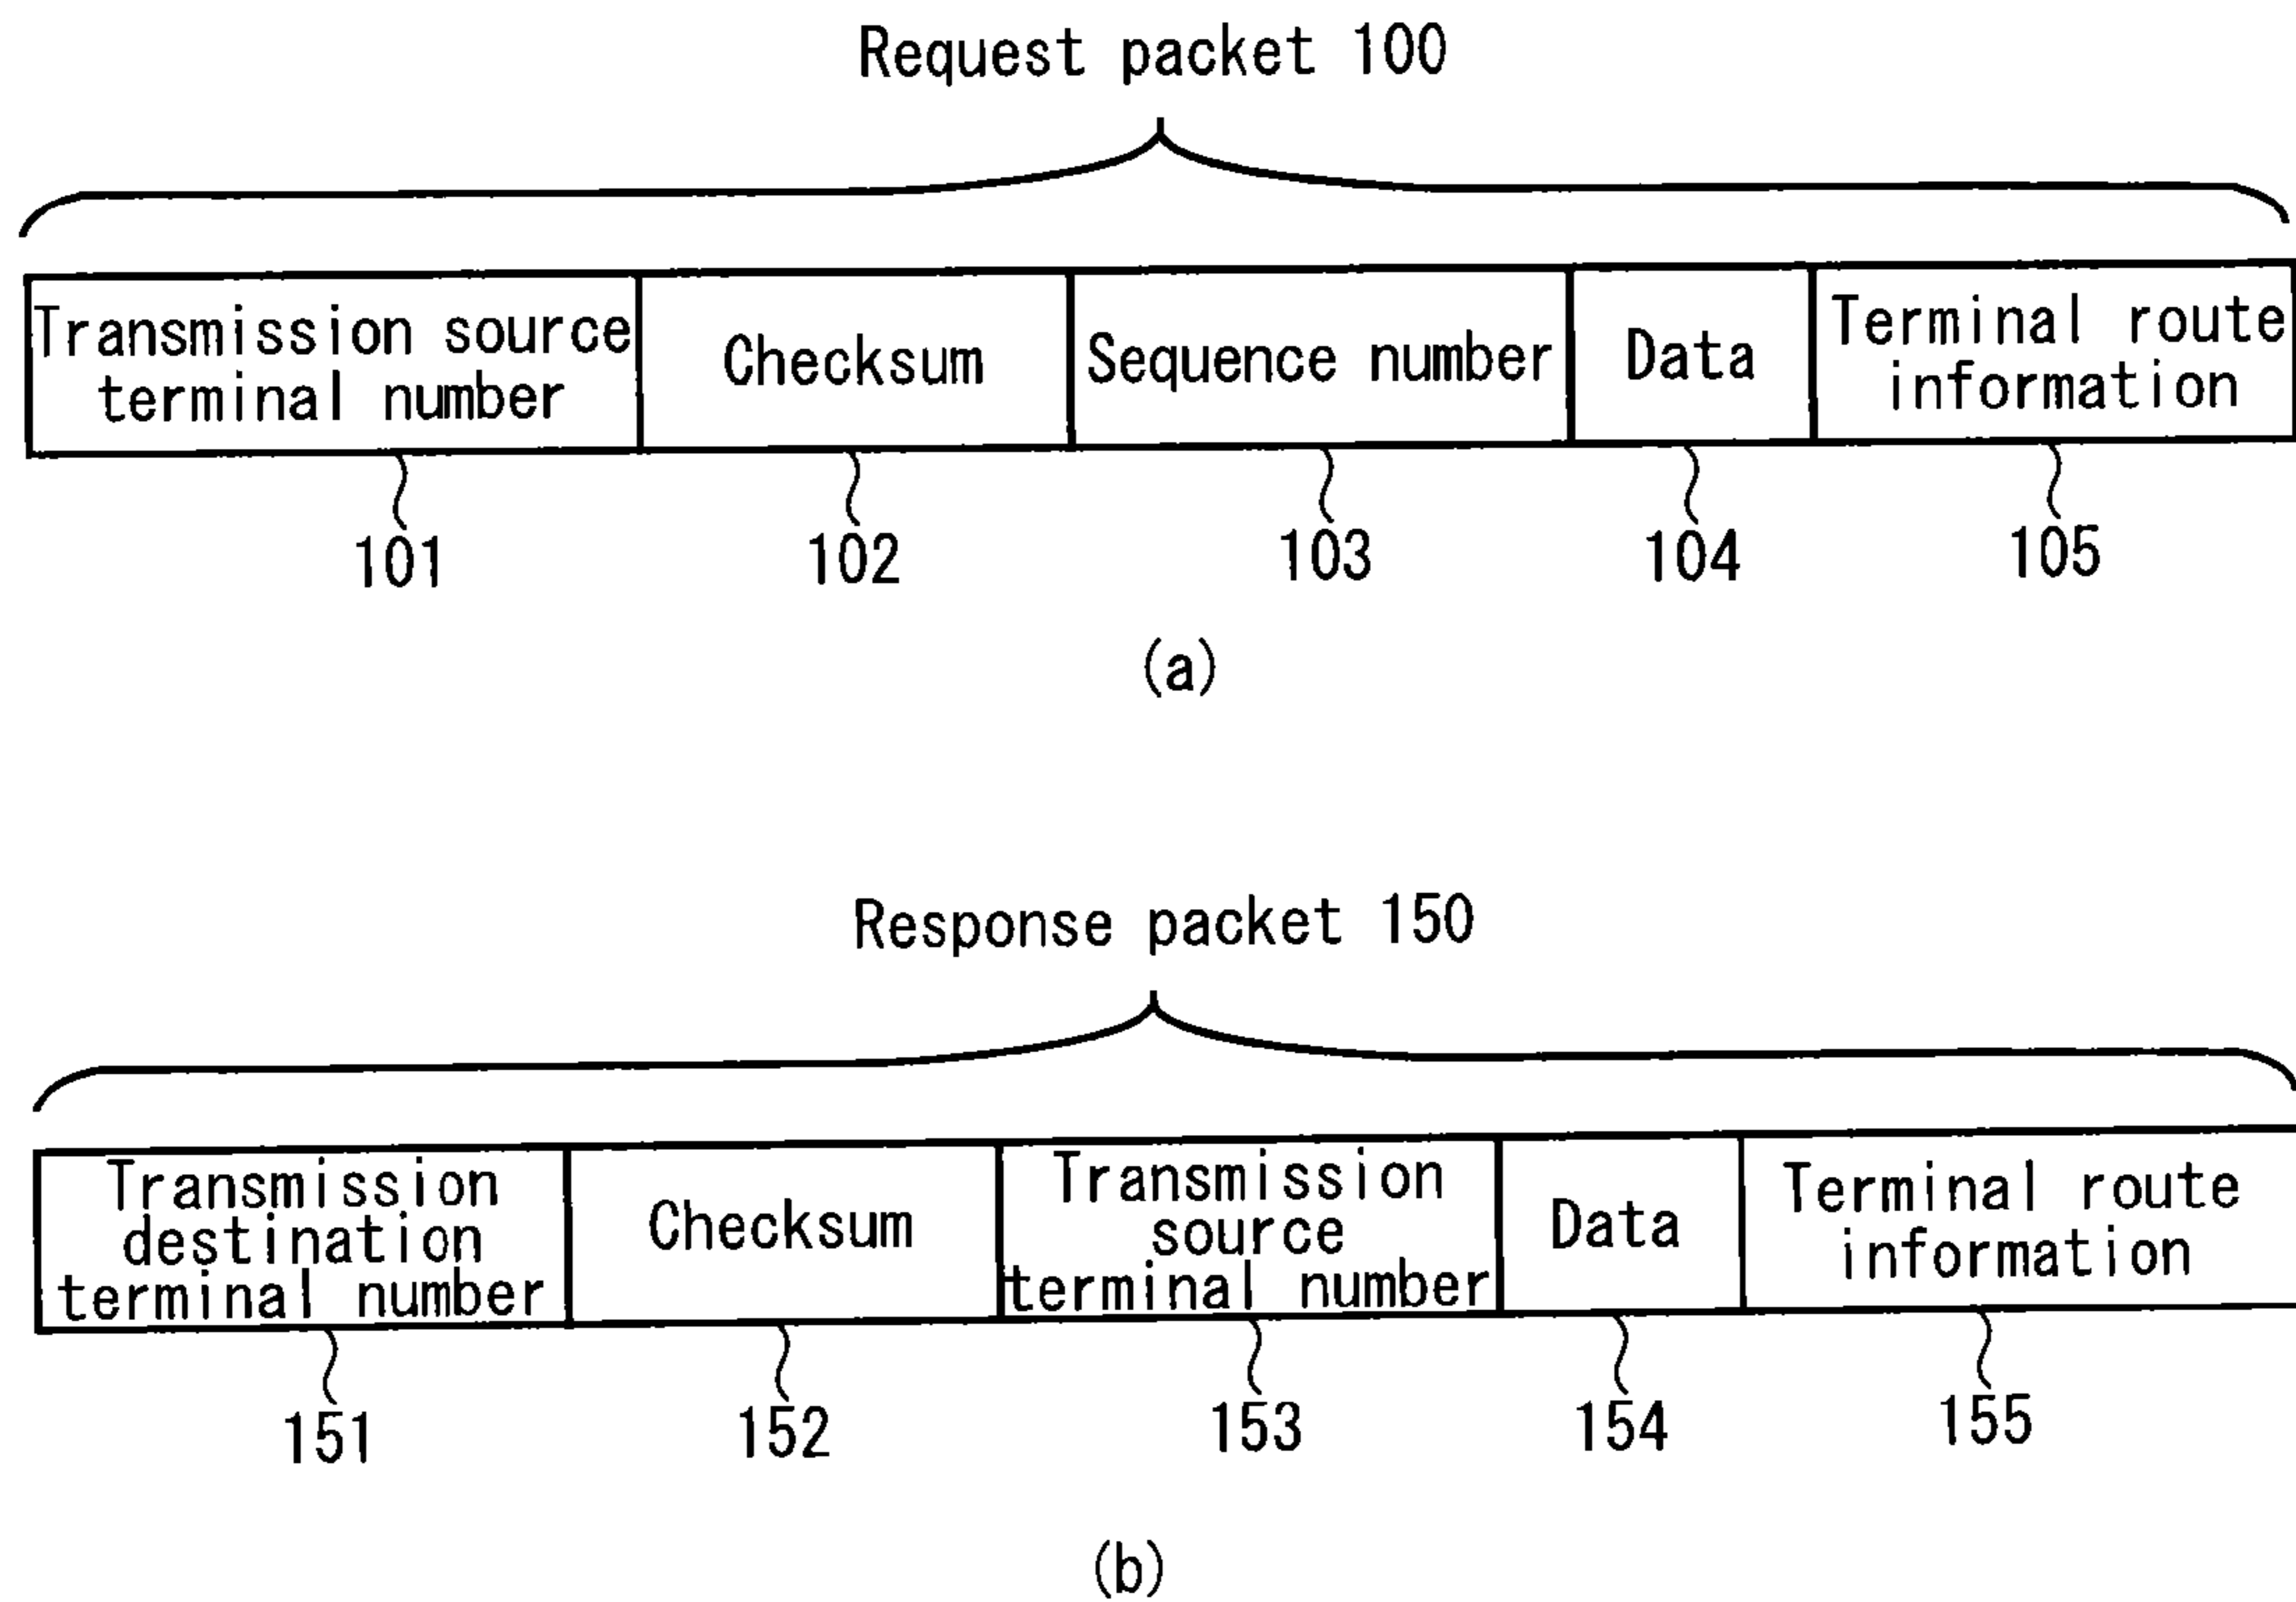 Request packet 100
Transmission source
terminal number
Checksum
Sequence number
Data
Terminal route
information
101
102
103
104
105
(a)
Response packet 150
Transmission
destination
terminal number
Checksum
Transmission
source
terminal number
Data
Terminal route
information
151
152
153
154
155
(b)